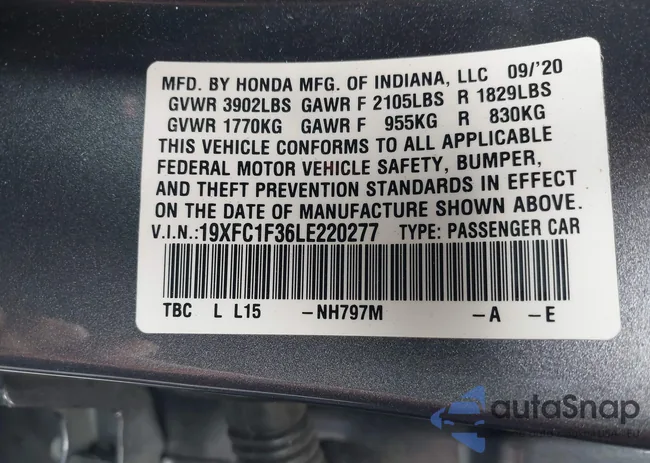 MFD. BY HONDA MFG. OF INDIANA, LLC 09/'20
GVWR 3902LBS GAWR F 2105LBS R 1829LBS
GVWR 1770KG GAWR F 955KG R 830KG
THIS VEHICLE CONFORMS TO ALL APPLICABLE
FEDERAL MOTOR VEHICLE SAFETY, BUMPER,
AND THEFT PREVENTION STANDARDS IN EFFECT
ON THE DATE OF MANUFACTURE SHOWN ABOVE.
V.I.N.:19XFC1F36LE220277 TYPE: PASSENGER CAR
TBC L L15 -NH797M -A -E
autaSnap